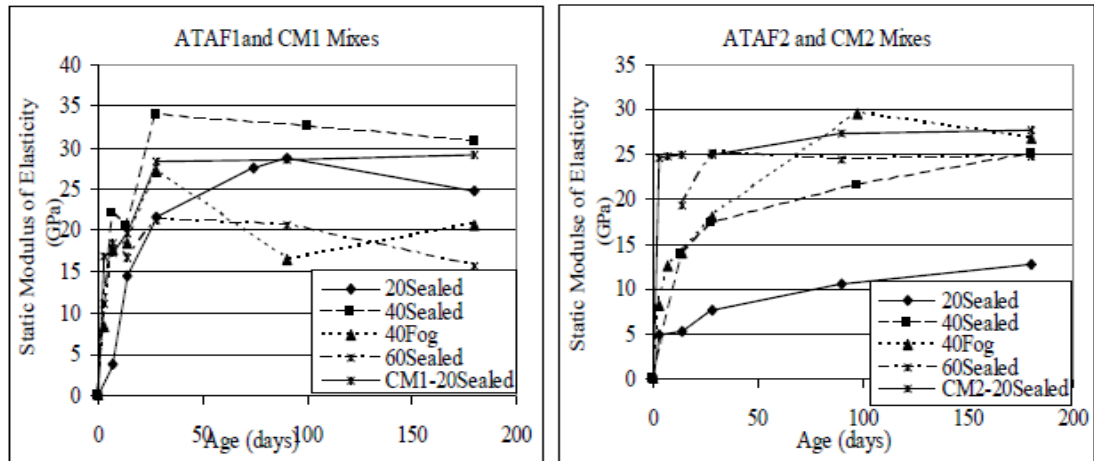 ATAF1and CM1 Mixes
Static Modulus of Elasticity
(GPa)
40
35
30
25
20
15
10
5
0
0 50 100 150 200
Age (days)
20Sealed
40Sealed
40Fog
60Sealed
CM1-20Sealed
ATAF2 and CM2 Mixes
Static Modulse of Elasticity
(GPa)
35
30
25
20
15
10
5
0
0 50 100 150 200
Age (days)
20Sealed
40Sealed
40Fog
60Sealed
CM2-20Sealed